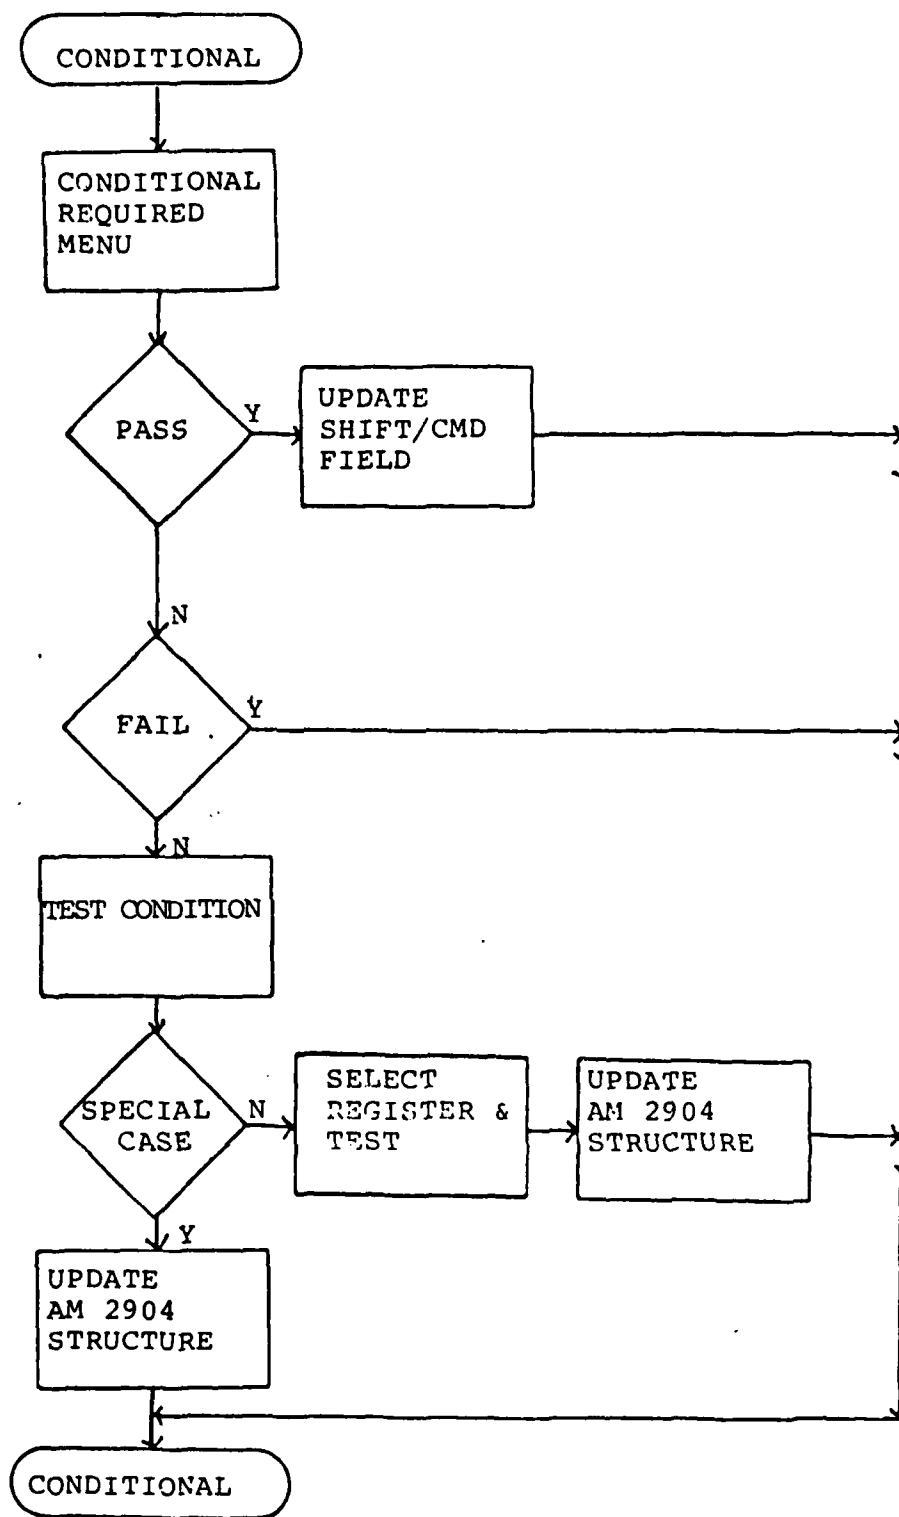 CONDITIONAL
CONDITIONAL
REQUIRED
MENU
PASS
Y
UPDATE
SHIFT/CMD
FIELD
N
FAIL
Y
N
TEST CONDITION
SPECIAL
CASE
N
SELECT
REGISTER &
TEST
UPDATE
AM 2904
STRUCTURE
Y
UPDATE
AM 2904
STRUCTURE
CONDITIONAL